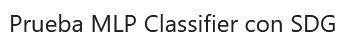 Prueba MLP Classifier con SDG